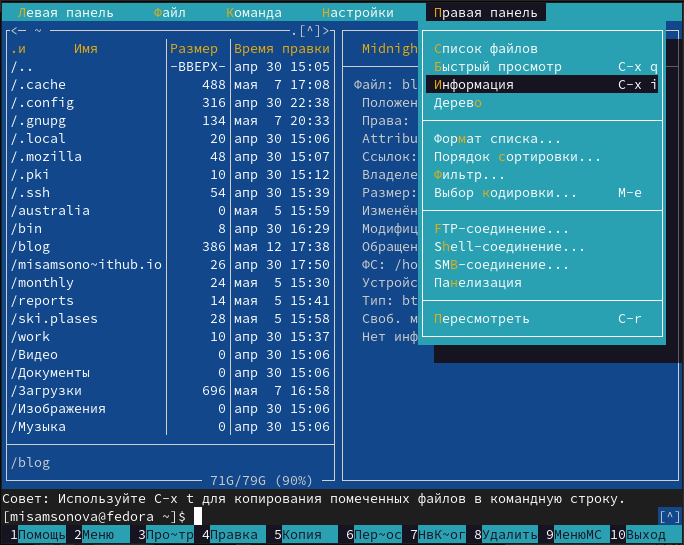 Левая панель Файл Команда Настройки Правая панель
<─ ~ .[^]>
.и Имя Размер Время правки
/.. -ВВЕРХ- апр 30 15:05
/.cache 488 мая 7 17:08
/.config 316 апр 30 22:38
/.gnupg 134 мая 7 20:33
/.local 20 апр 30 15:06
/.mozilla 48 апр 30 15:07
/.pki 10 апр 30 15:12
/.ssh 54 апр 30 15:39
/australia 0 мая 5 15:59
/bin 8 апр 30 16:29
/blog 386 мая 12 17:38
/misamsono~ithub.io 26 апр 30 17:50
/monthly 24 мая 5 15:30
/reports 14 мая 5 15:41
/ski.plases 28 мая 5 15:58
/work 10 апр 30 15:37
/Видео 0 апр 30 15:06
/Документы 0 апр 30 15:06
/Загрузки 696 мая 7 16:58
/Изображения 0 апр 30 15:06
/Музыка 0 апр 30 15:06
/blog
71G/79G (90%)
Midnigh
Файл: bl
Положен
Права:
Attribu
Ссылок:
Владеле
Размер:
Изменён
Модифиц
Обращен
ФС: /ho
Устройс
Тип: bt
Своб. м
Нет инф
Список файлов
Быстрый просмотр C-x q
Информация C-x i
Дерево
Формат списка...
Порядок сортировки...
Фильтр...
Выбор кодировки... M-e
FTP-соединение...
Shell-соединение...
SMB-соединение...
Панелизация
Пересмотреть C-r
Совет: Используйте C-x t для копирования помеченных файлов в командную строку.
[misamsonova@fedora ~]$ [^]
1Помощь 2Меню 3Про~тр 4Правка 5Копия 6Пер~ос 7НвК~ог 8Удалить 9МенюМС 10Выход